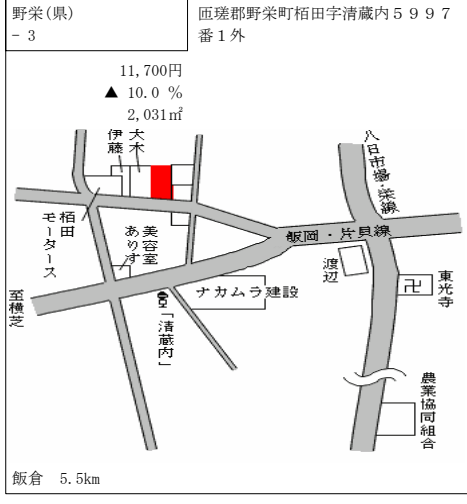 野栄(県)
－ 3
匝瑳郡野栄町栢田字清蔵内５９９７
番１外
11,700円
▲ 10.0 %
2,031㎡
伊藤
大木
八日市場・栄線
栢田
モータース
美容室
ありす
飯岡・片貝線
渡辺
東光寺
卍
至横芝
ナカムラ建設
「清蔵内」
農業協同組合
飯倉 5.5km